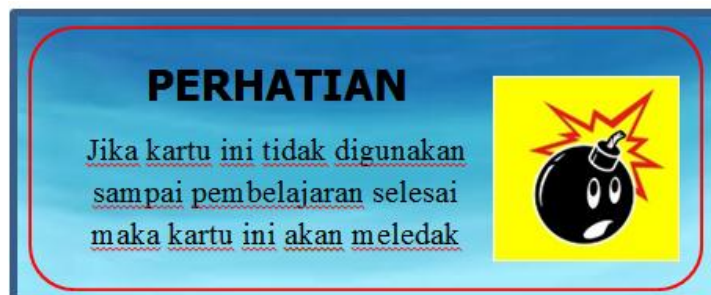 PERHATIAN
Jika kartu ini tidak digunakan
sampai pembelajaran selesai
maka kartu ini akan meledak